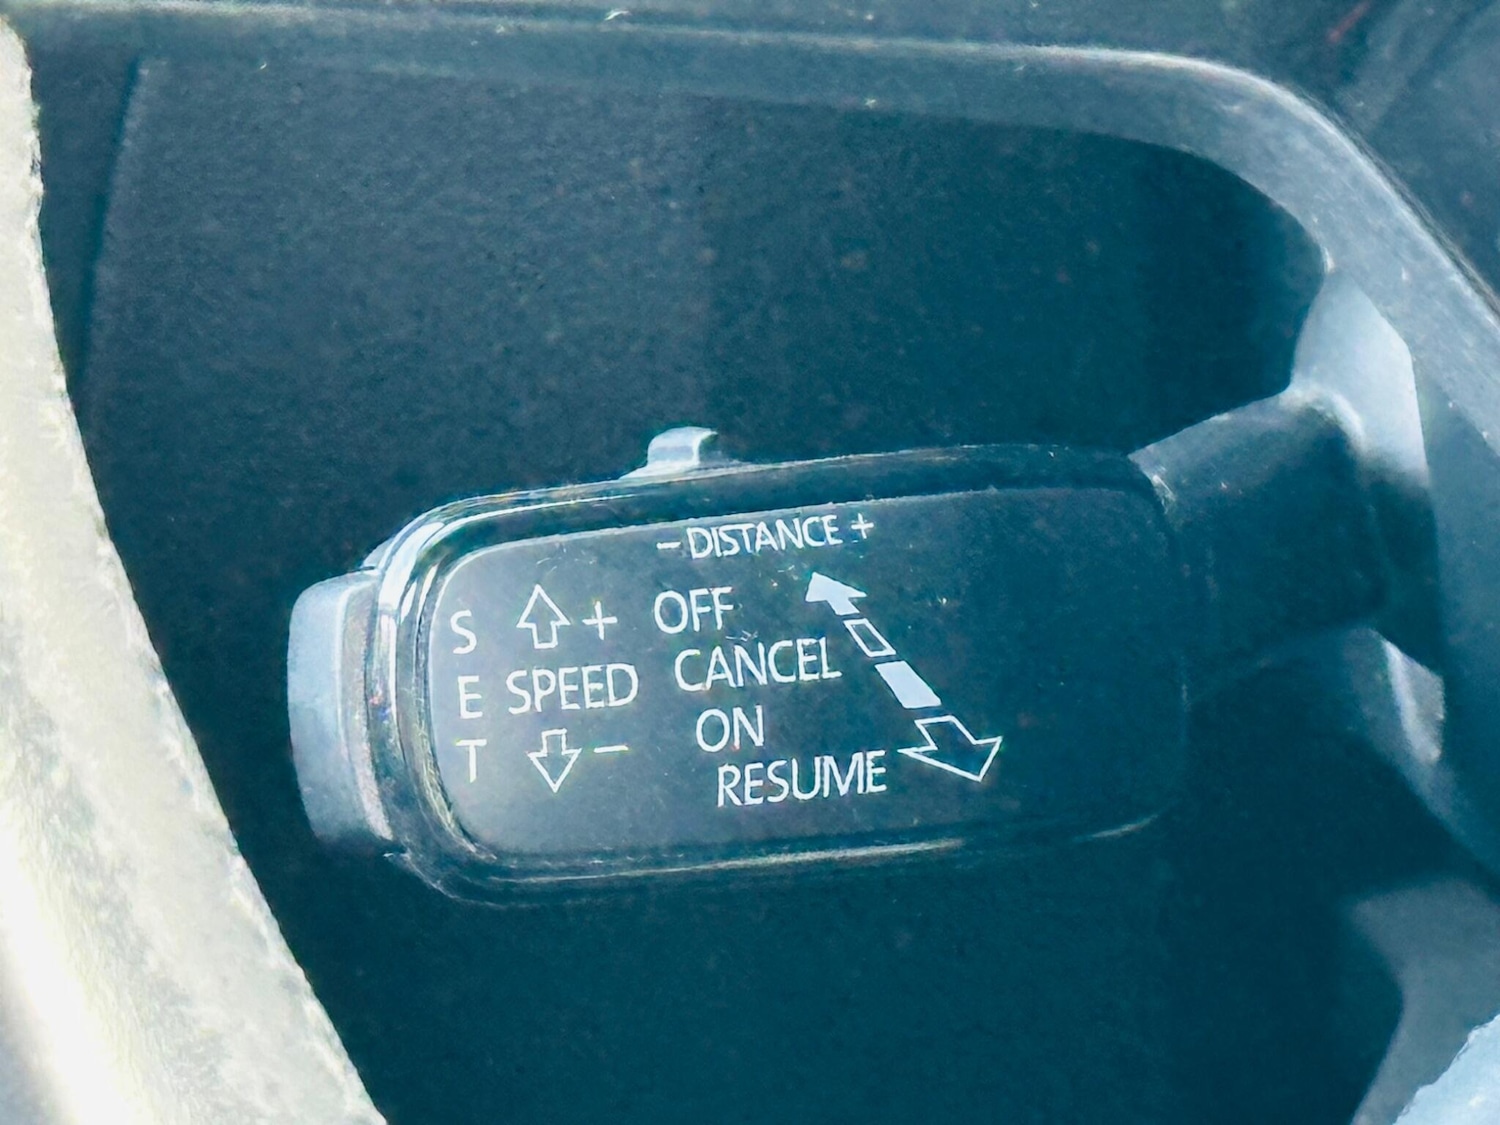 – DISTANCE +
S + OFF
CANCEL
E SPEED
ON
T –
RESUME